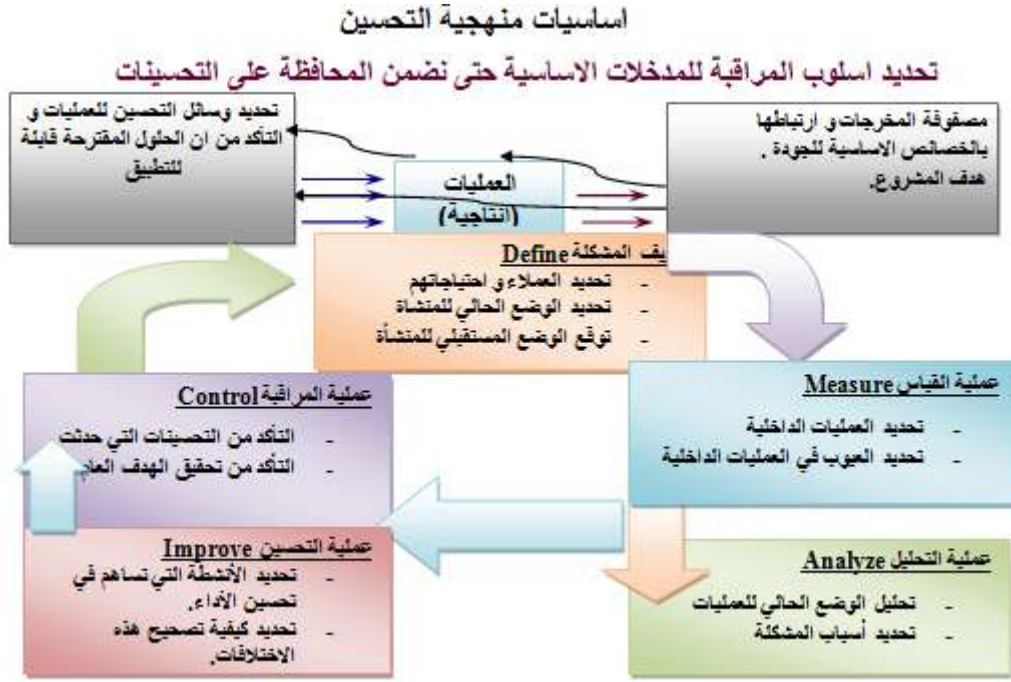 اساسيات منهجية التحسين
تحديد اسلوب المراقبة للمدخلات الاساسية حتى نضمن المحافظة على التحسينات
مصفوفة المخرجات و ارتباطها
بالخصائص الاساسية للجودة .
هدف المشروع.
العمليات
(انتاجية)
تحديد وسائل التحسين للعمليات و
التأكد من ان الحلول المقترحة قابلة
للتطبيق
يف المشكلة Define
- تحديد العملاء و احتياجاتهم
- تحديد الوضع الحالي للمنشاة
- توقع الوضع المستقبلي للمنشأة
عملية القياس Measure
- تحديد العمليات الداخلية
- تحديد العيوب في العمليات الداخلية
عملية التحليل Analyze
- تحليل الوضع الحالي للعمليات
- تحديد أسباب المشكلة
عملية التحسين Improve
- تحديد الأنشطة التي تساهم في
تحسين الأداء.
- تحديد كيفية تصحيح هذه
الاختلافات.
عملية المراقبة Control
- التأكد من التحسينات التي حدثت
- التأكد من تحقيق الهدف العام